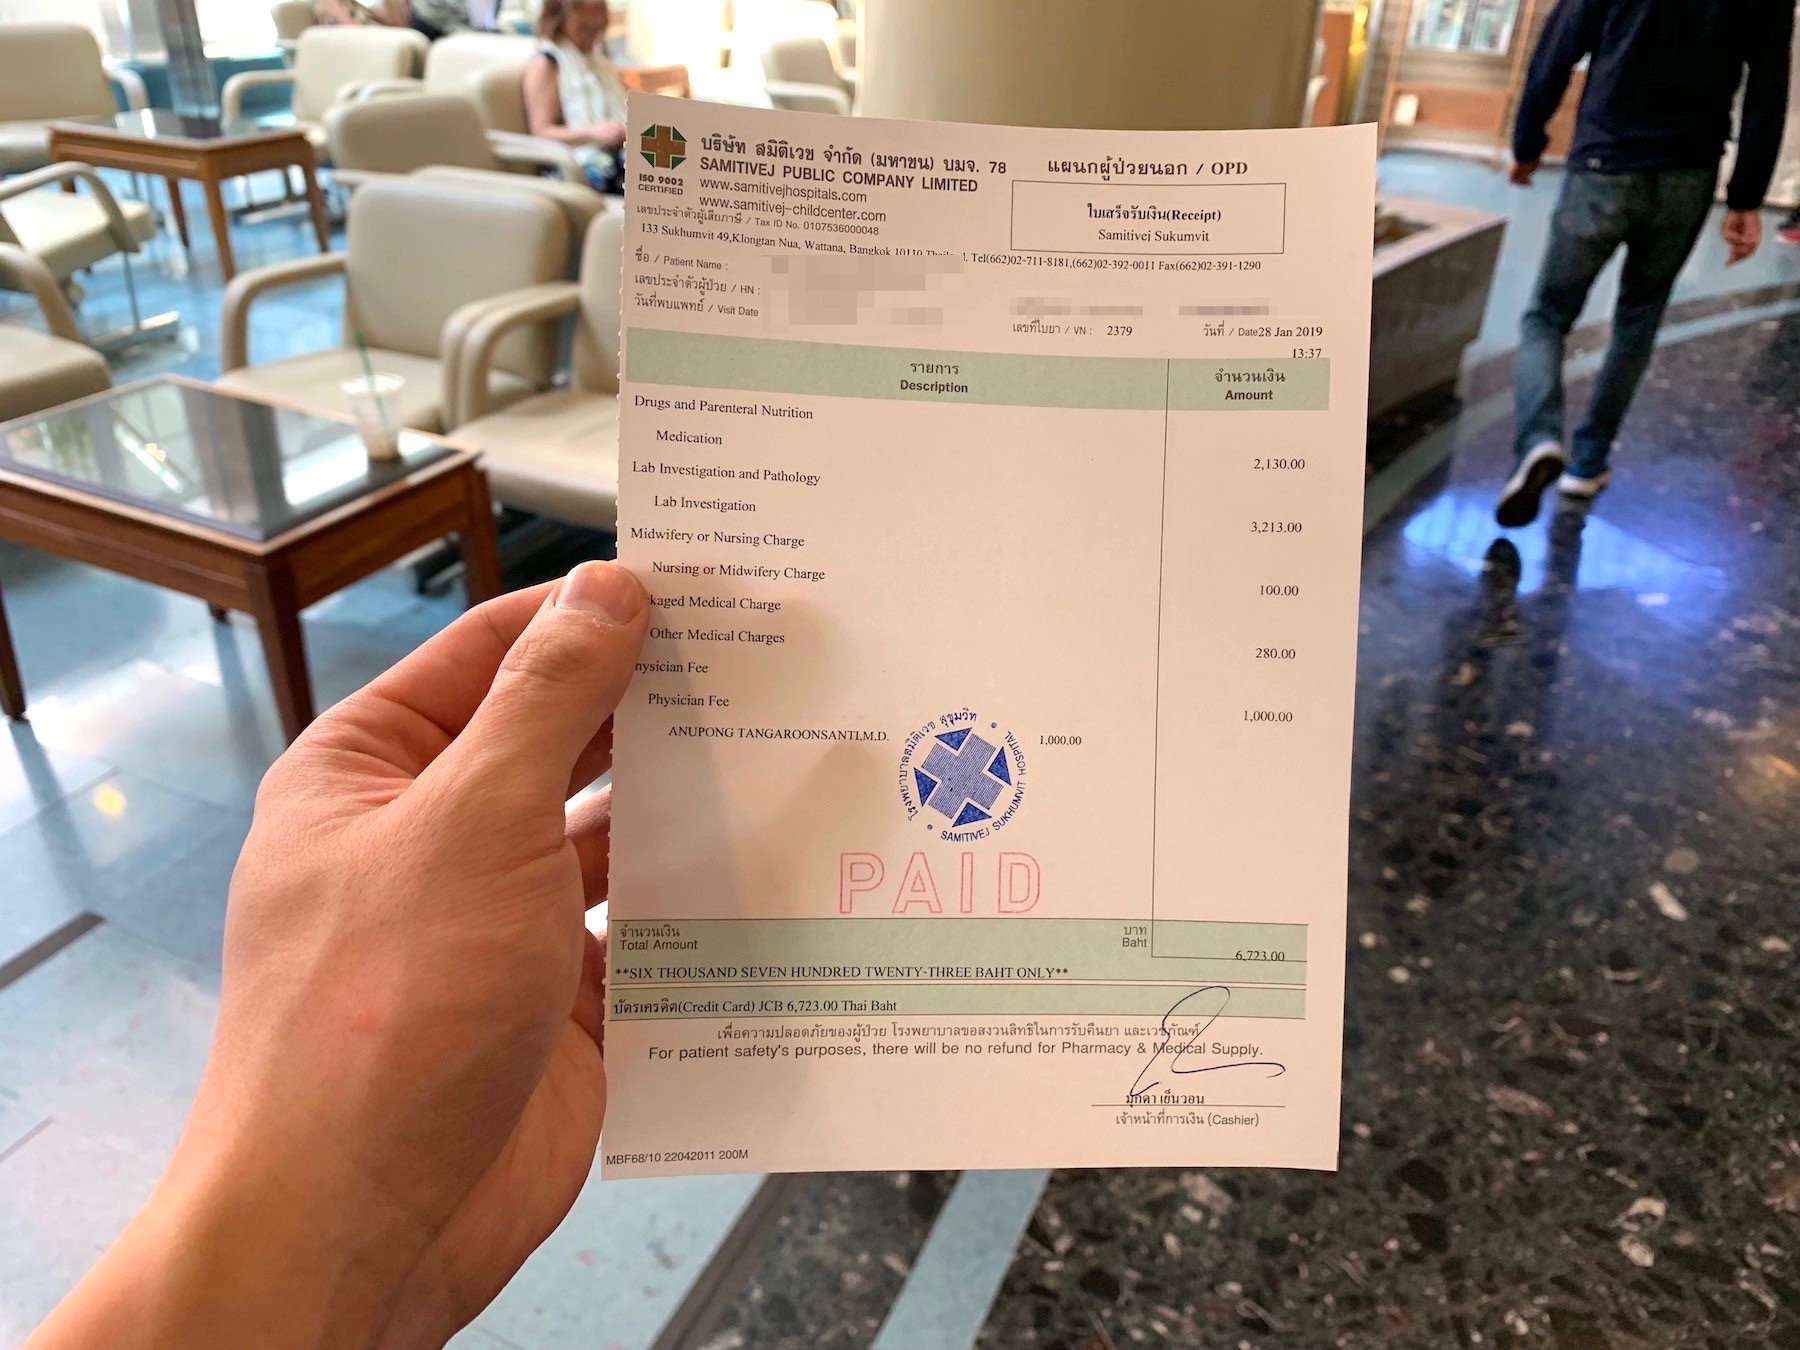 บริษัท สมิติเวช จำกัด (มหาชน) บมจ. 78
SAMITIVEJ PUBLIC COMPANY LIMITED
www.samitivejhospitals.com
www.samitivej-childcenter.com
ISO 9002
CERTIFIED
แผนกผู้ป่วยนอก / OPD
ใบเสร็จรับเงิน(Receipt)
Samitivej Sukumvit
เลขประจำตัวผู้เสียภาษี / Tax ID No. 0107536000048
133 Sukhumvit 49,Klongtan Nua, Wattana, Bangkok 10110 Tel(662)02-711-8181,(662)02-392-0011 Fax(662)02-391-1290
ชื่อ / Patient Name :
เลขประจำตัวผู้ป่วย / HN :
วันที่พบแพทย์ / Visit Date
เลขที่ใบยา / VN : 2379
วันที่ / Date28 Jan 2019
13:37
รายการ จำนวนเงิน
Description Amount
Drugs and Parenteral Nutrition
Medication 2,130.00
Lab Investigation and Pathology
Lab Investigation 3,213.00
Midwifery or Nursing Charge
Nursing or Midwifery Charge 100.00
ckaged Medical Charge
Other Medical Charges 280.00
hysician Fee
Physician Fee 1,000.00
ANUPONG TANGAROONSANTI,M.D. 1,000.00
โรงพยาบาลสมิติเวช สุขุมวิท
SAMITIVEJ SUKHUMVIT HOSPITAL
PAID
จำนวนเงิน บาท
Total Amount Baht 6,723.00
**SIX THOUSAND SEVEN HUNDRED TWENTY-THREE BAHT ONLY**
บัตรเครดิต(Credit Card) JCB 6,723.00 Thai Baht
เพื่อความปลอดภัยของผู้ป่วย โรงพยาบาลขอสงวนสิทธิในการรับคืนยา และเวชภัณฑ์
For patient safety's purposes, there will be no refund for Pharmacy & Medical Supply.
มุกดา เย็นวอน
เจ้าหน้าที่การเงิน (Cashier)
MBF68/10 22042011 200M